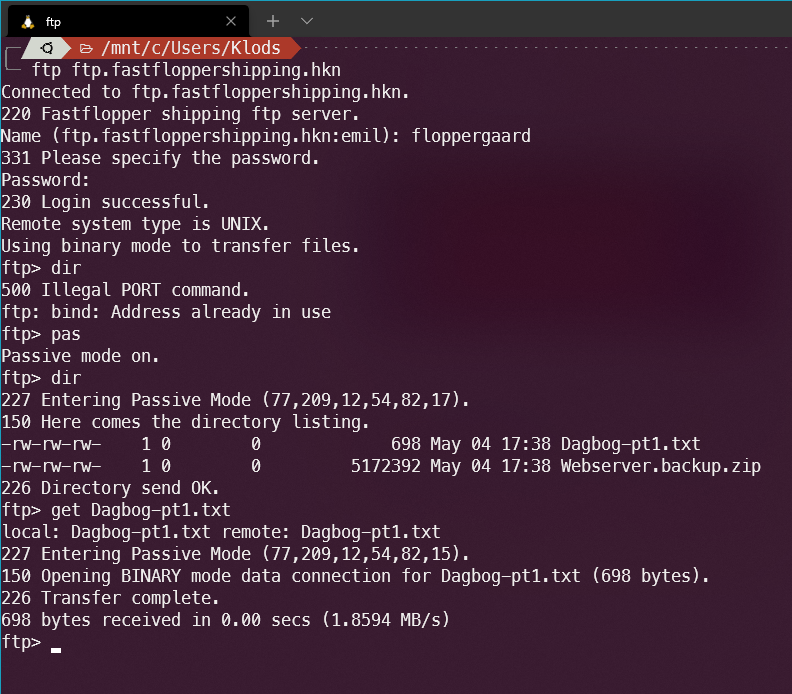 ftp
/mnt/c/Users/Klods
ftp ftp.fastfloppershipping.hkn
Connected to ftp.fastfloppershipping.hkn.
220 Fastflopper shipping ftp server.
Name (ftp.fastfloppershipping.hkn:emil): floppergaard
331 Please specify the password.
Password:
230 Login successful.
Remote system type is UNIX.
Using binary mode to transfer files.
ftp> dir
500 Illegal PORT command.
ftp: bind: Address already in use
ftp> pas
Passive mode on.
ftp> dir
227 Entering Passive Mode (77,209,12,54,82,17).
150 Here comes the directory listing.
-rw-rw-rw-    1 0        0             698 May 04 17:38 Dagbog-pt1.txt
-rw-rw-rw-    1 0        0         5172392 May 04 17:38 Webserver.backup.zip
226 Directory send OK.
ftp> get Dagbog-pt1.txt
local: Dagbog-pt1.txt remote: Dagbog-pt1.txt
227 Entering Passive Mode (77,209,12,54,82,15).
150 Opening BINARY mode data connection for Dagbog-pt1.txt (698 bytes).
226 Transfer complete.
698 bytes received in 0.00 secs (1.8594 MB/s)
ftp>